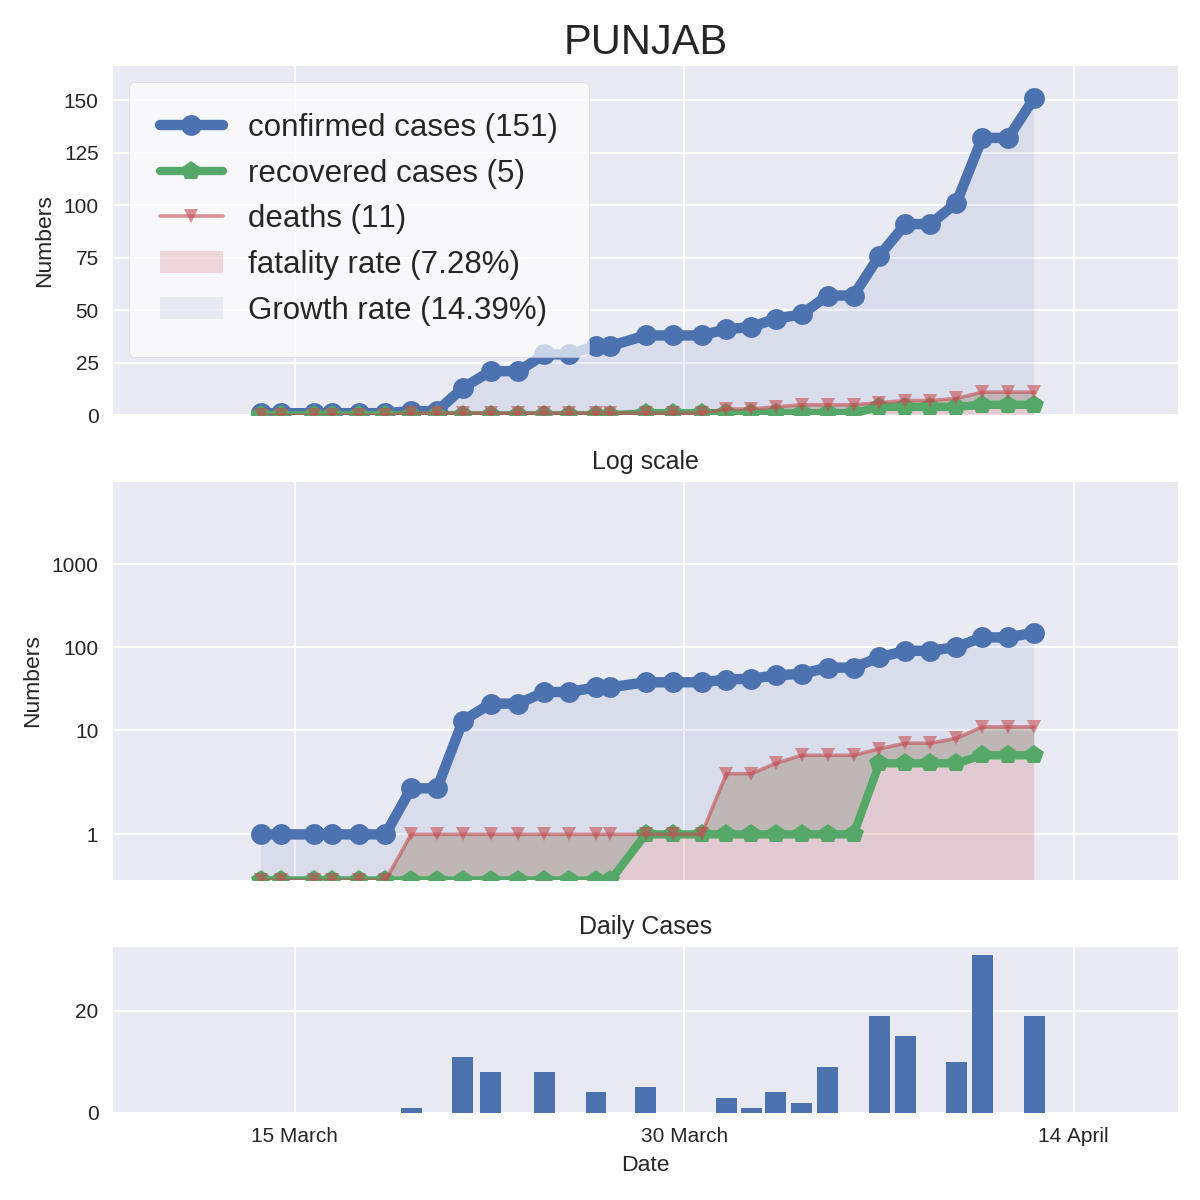 PUNJAB
150
125
100
75
50
25
0
Numbers
confirmed cases (151)
recovered cases (5)
deaths (11)
fatality rate (7.28%)
Growth rate (14.39%)
Log scale
1000
100
10
1
Numbers
Daily Cases
20
0
15 March
30 March
14 April
Date